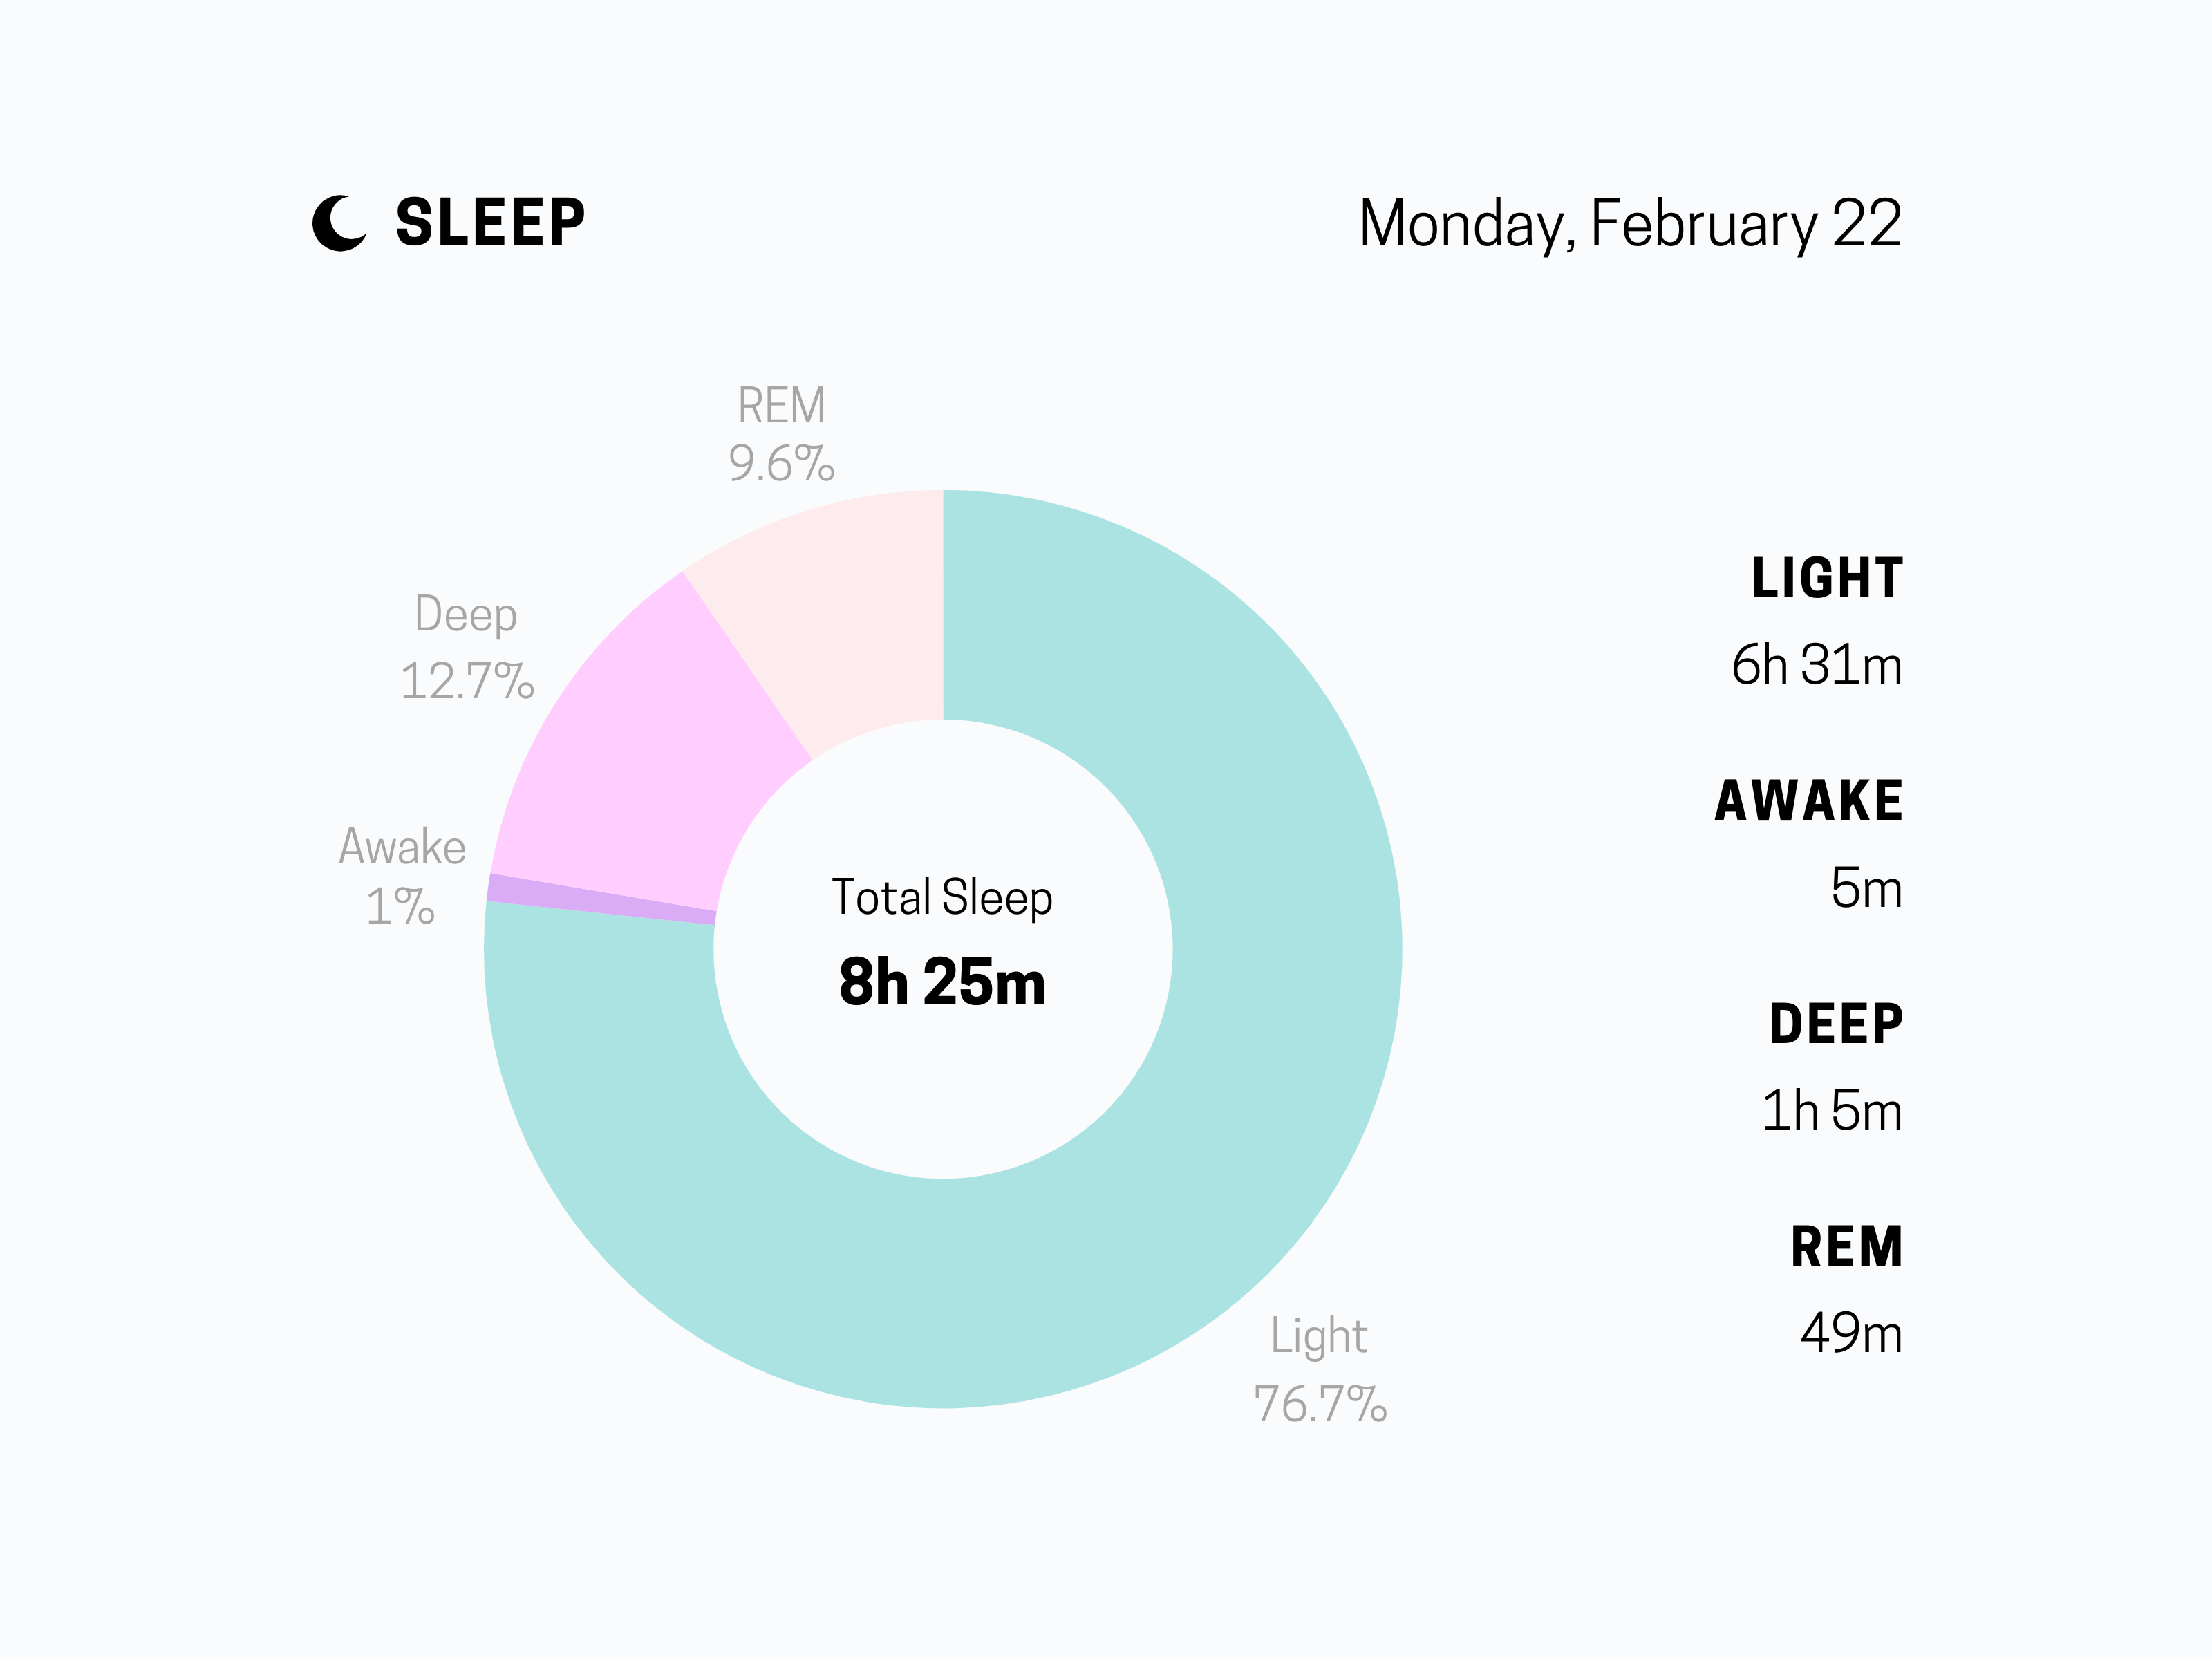 SLEEP
Monday, February 22
REM
9.6%
Deep
12.7%
Awake
1%
Total Sleep
8h 25m
Light
76.7%
LIGHT
6h 31m
AWAKE
5m
DEEP
1h 5m
REM
49m